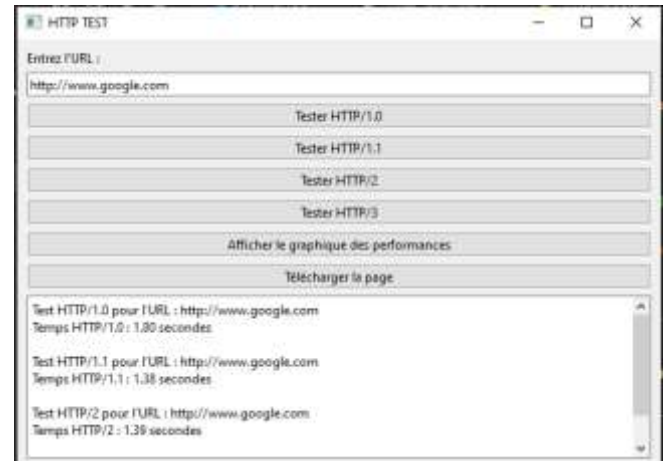 HTTP TEST
Entrez l'URL :
http://www.google.com
Tester HTTP/1.0
Tester HTTP/1.1
Tester HTTP/2
Tester HTTP/3
Afficher le graphique des performances
Télécharger la page
Test HTTP/1.0 pour l'URL : http://www.google.com
Temps HTTP/1.0 : 1.80 secondes
Test HTTP/1.1 pour l'URL : http://www.google.com
Temps HTTP/1.1 : 1.38 secondes
Test HTTP/2 pour l'URL : http://www.google.com
Temps HTTP/2 : 1.39 secondes